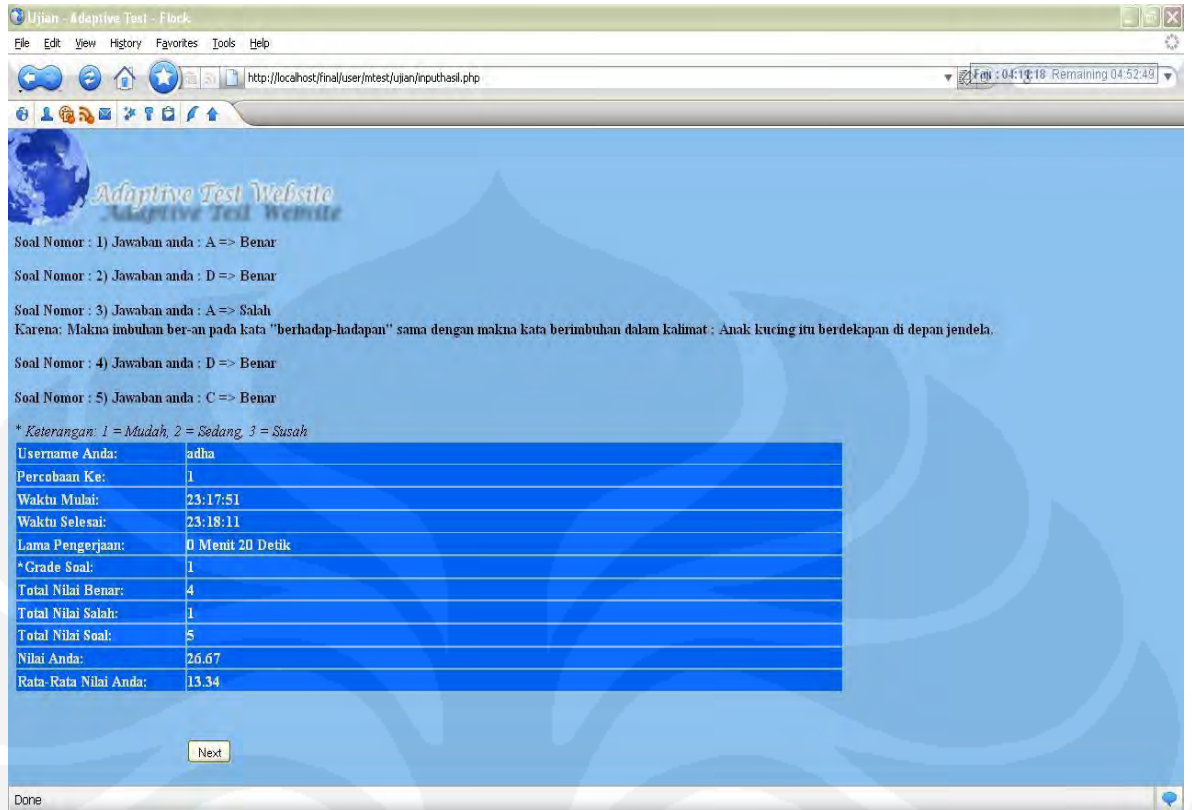 Ujian - Adaptive Test - Flock
File Edit View History Favorites Tools Help
http://localhost/final/user/mtest/ujian/inputhasil.php
Remaining 04:52:49
Adaptive Test Website
Soal Nomor : 1) Jawaban anda : A => Benar
Soal Nomor : 2) Jawaban anda : D => Benar
Soal Nomor : 3) Jawaban anda : A => Salah
Karena: Makna imbuhan ber-an pada kata "berhadap-hadapan" sama dengan makna kata berimbuhan dalam kalimat : Anak kucing itu berdekapan di depan jendela.
Soal Nomor : 4) Jawaban anda : D => Benar
Soal Nomor : 5) Jawaban anda : C => Benar
* Keterangan: 1 = Mudah, 2 = Sedang, 3 = Susah
Username Anda: adha
Percobaan Ke: 1
Waktu Mulai: 23:17:51
Waktu Selesai: 23:18:11
Lama Pengerjaan: 0 Menit 20 Detik
*Grade Soal: 1
Total Nilai Benar: 4
Total Nilai Salah: 1
Total Nilai Soal: 5
Nilai Anda: 26.67
Rata-Rata Nilai Anda: 13.34
Next
Done